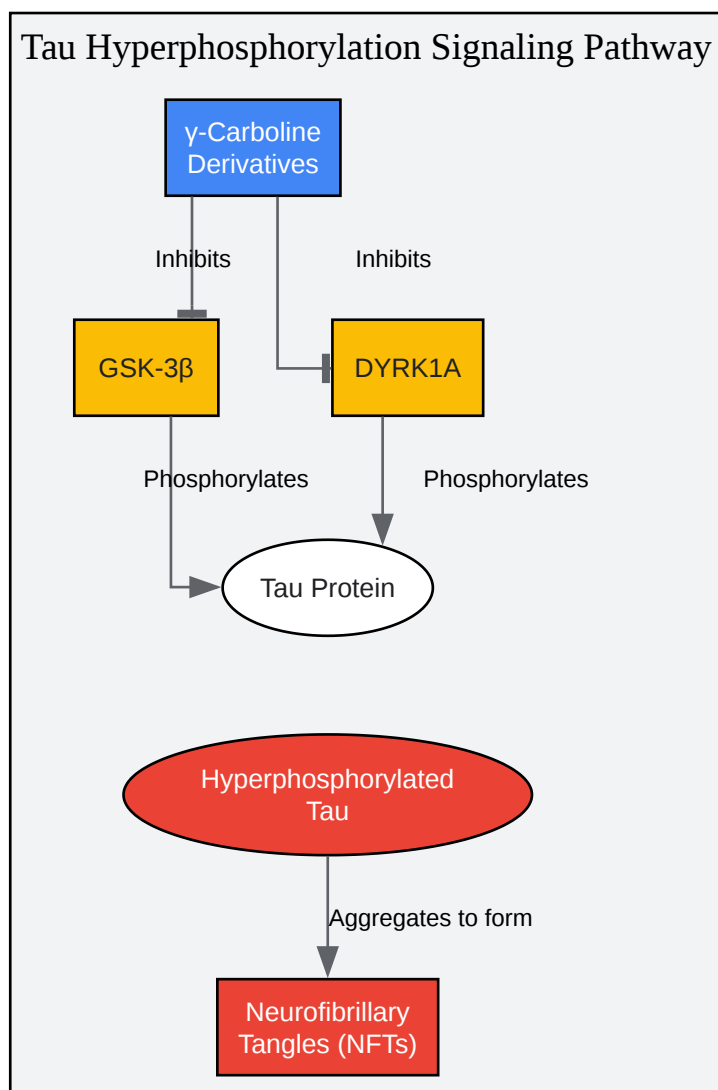 Tau Hyperphosphorylation Signaling Pathway
γ-Carboline
Derivatives
Inhibits
Inhibits
GSK-3β
DYRK1A
Phosphorylates
Phosphorylates
Tau Protein
Hyperphosphorylated
Tau
Aggregates to form
Neurofibrillary
Tangles (NFTs)